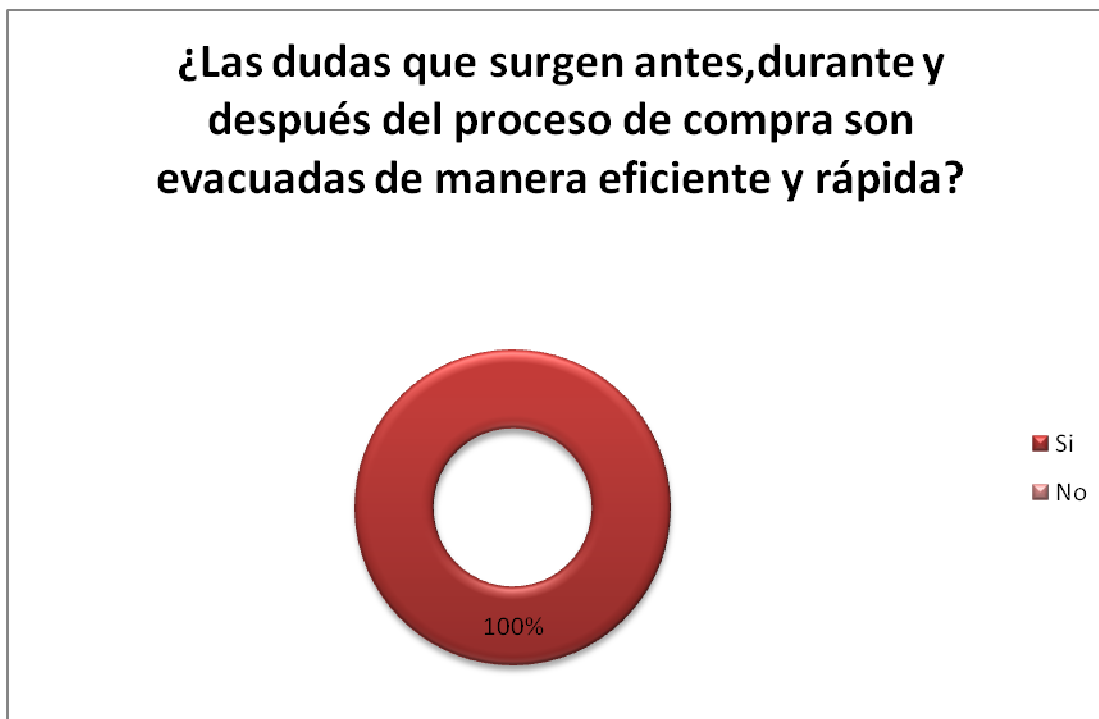 ¿Las dudas que surgen antes,durante y
después del proceso de compra son
evacuadas de manera eficiente y rápida?
Si
No
100%